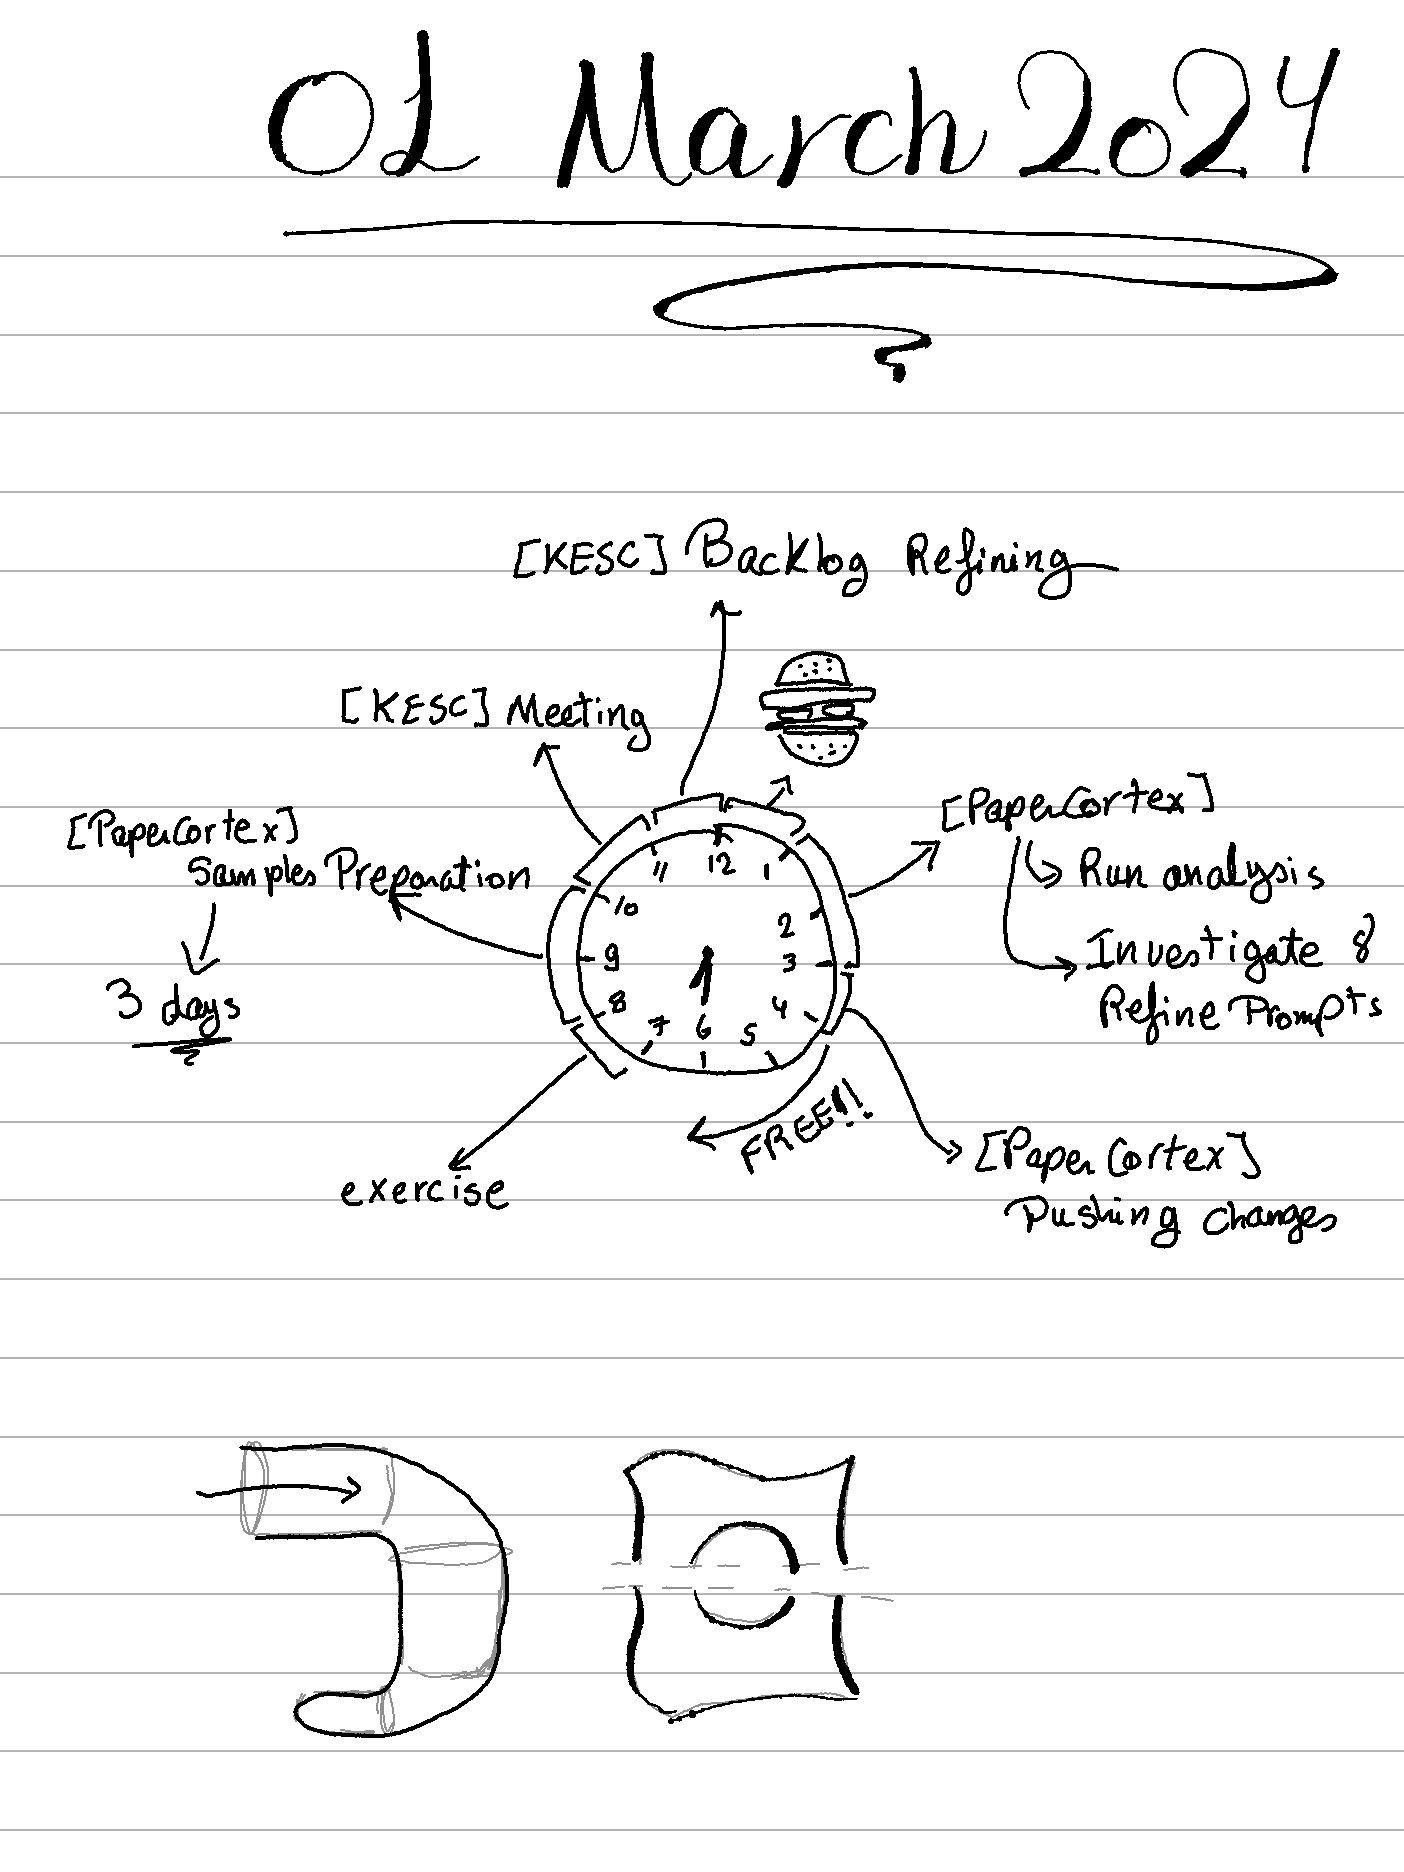 01 March 2024
[KESC] Backlog Refining
[KESC] Meeting
[PaperCortex]
Samples Preparation
3 days
[PaperCortex]
Run analysis
Investigate &
Refine Prompts
12
1
2
3
4
5
6
7
8
9
10
11
FREE!!
exercise
[PaperCortex]
Pushing changes